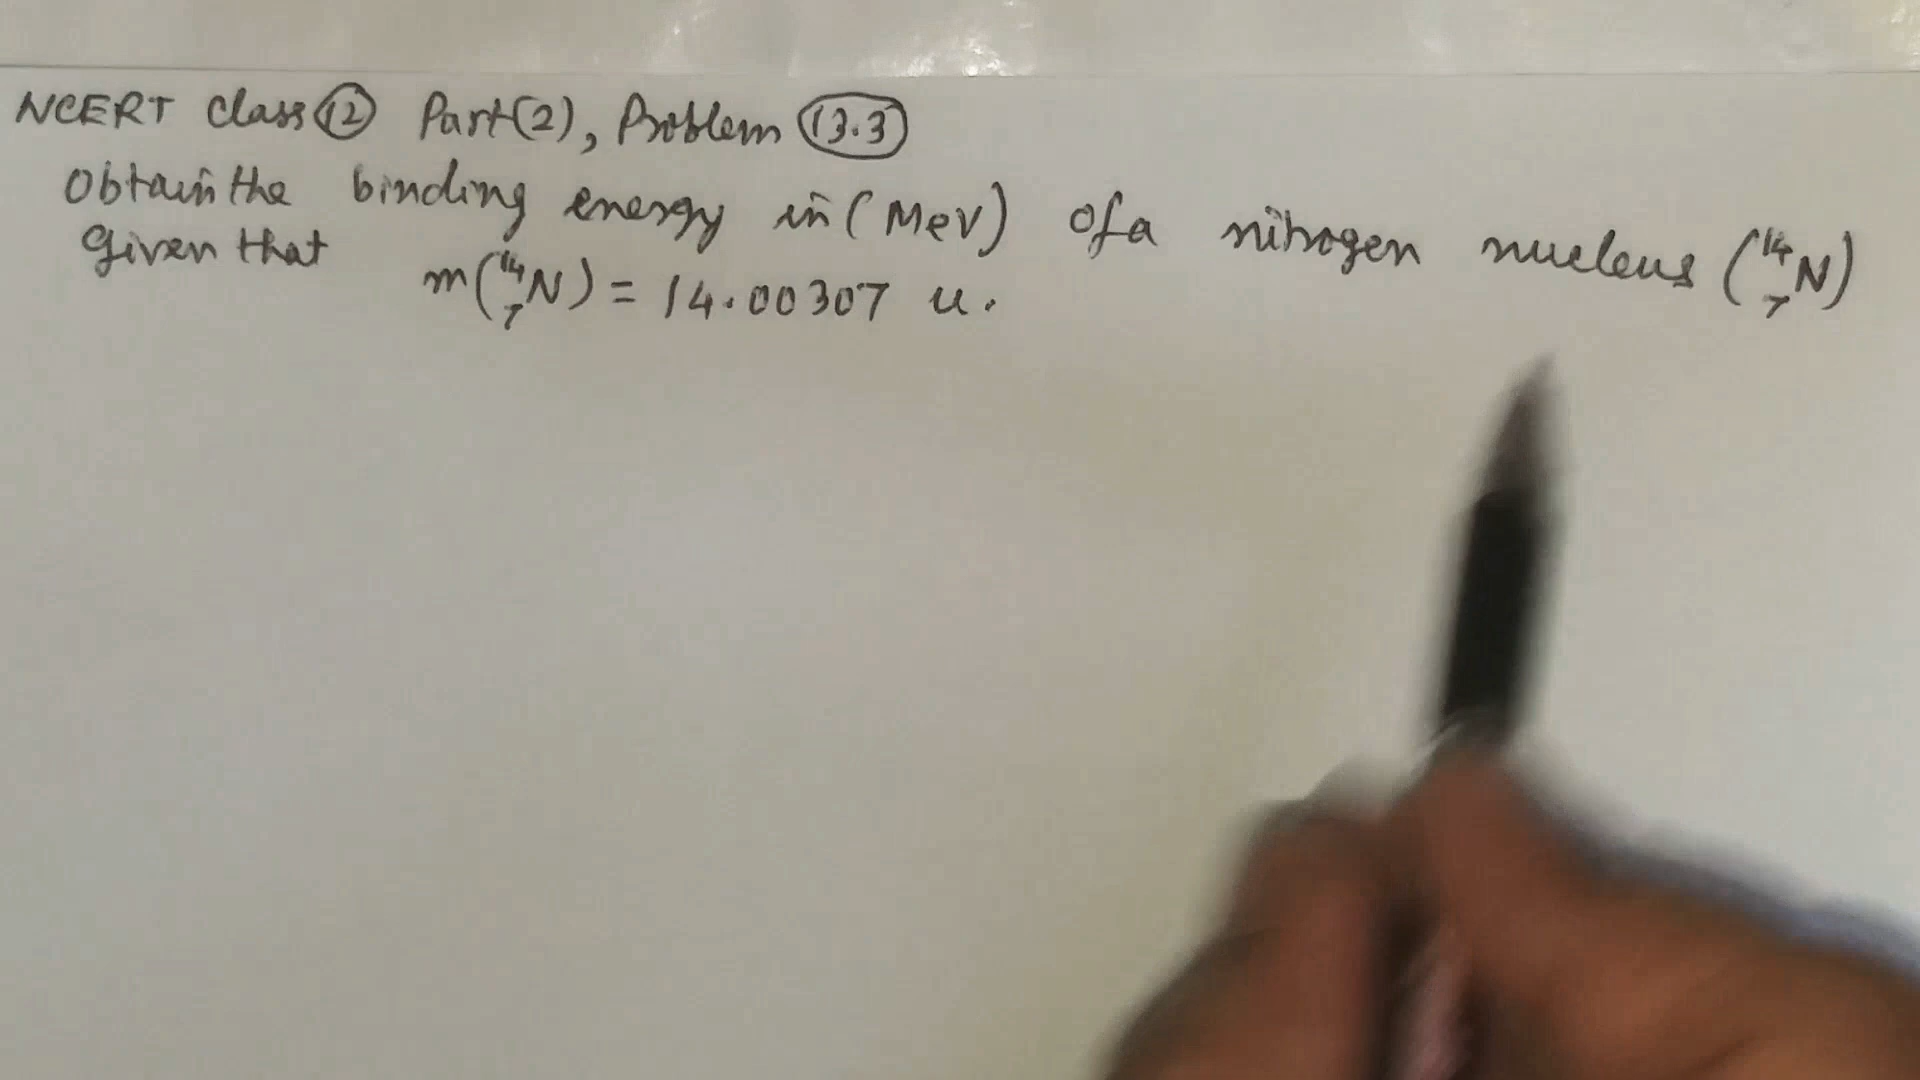 NCERT Class 12 Part(2), Problem 13.3
Obtain the binding energy in (MeV) of a nitrogen nucleus (¹⁴₇N)
Given that m(¹⁴₇N) = 14.00307 u.